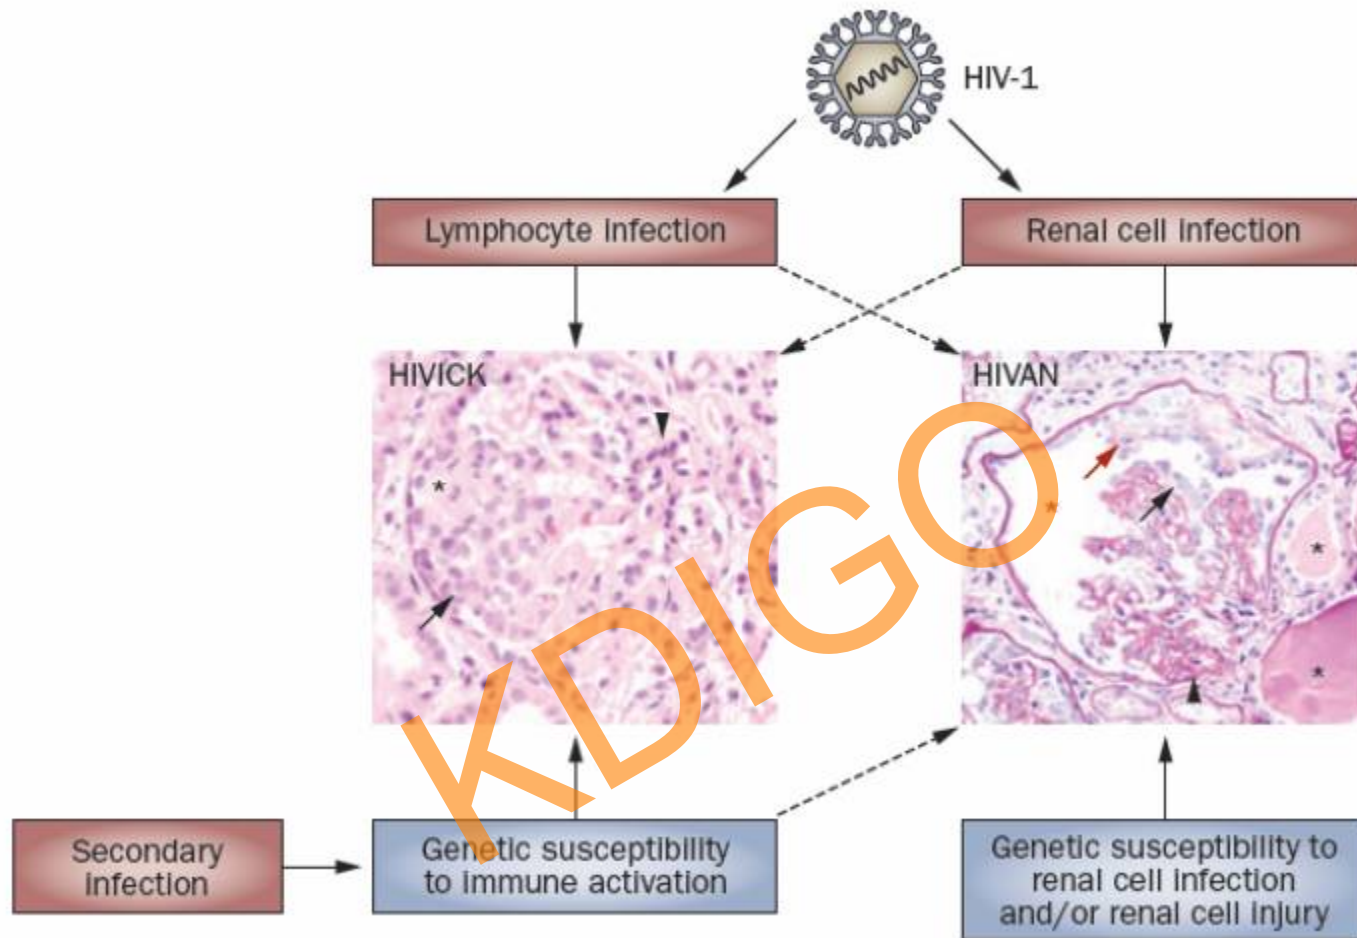 HIV-1
Lymphocyte infection
Renal cell infection
HIVICK
HIVAN
*
*
*
*
KDIGO
Secondary
infection
Genetic susceptibility
to immune activation
Genetic susceptibility to
renal cell infection
and/or renal cell injury